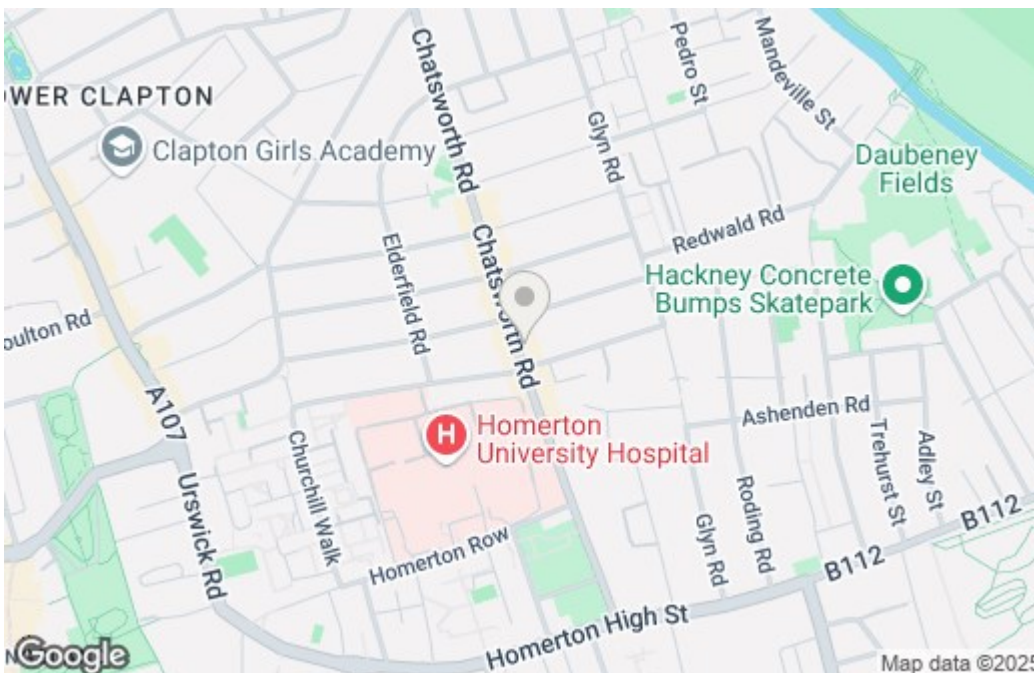 Chatsworth Rd
Pedro St
Mandeville St
OWER CLAPTON
Glyn Rd
Clapton Girls Academy
Daubeney
Fields
Elderfield Rd
Chatsworth Rd
Redwald Rd
Hackney Concrete
Bumps Skatepark
oulton Rd
A107
Ashenden Rd
H
Homerton
University Hospital
Churchill Walk
Trehurst St
Adley St
Urswick Rd
Roding Rd
B112
Glyn Rd
Homerton Row
B112
Homerton High St
N
Google
Map data ©2025